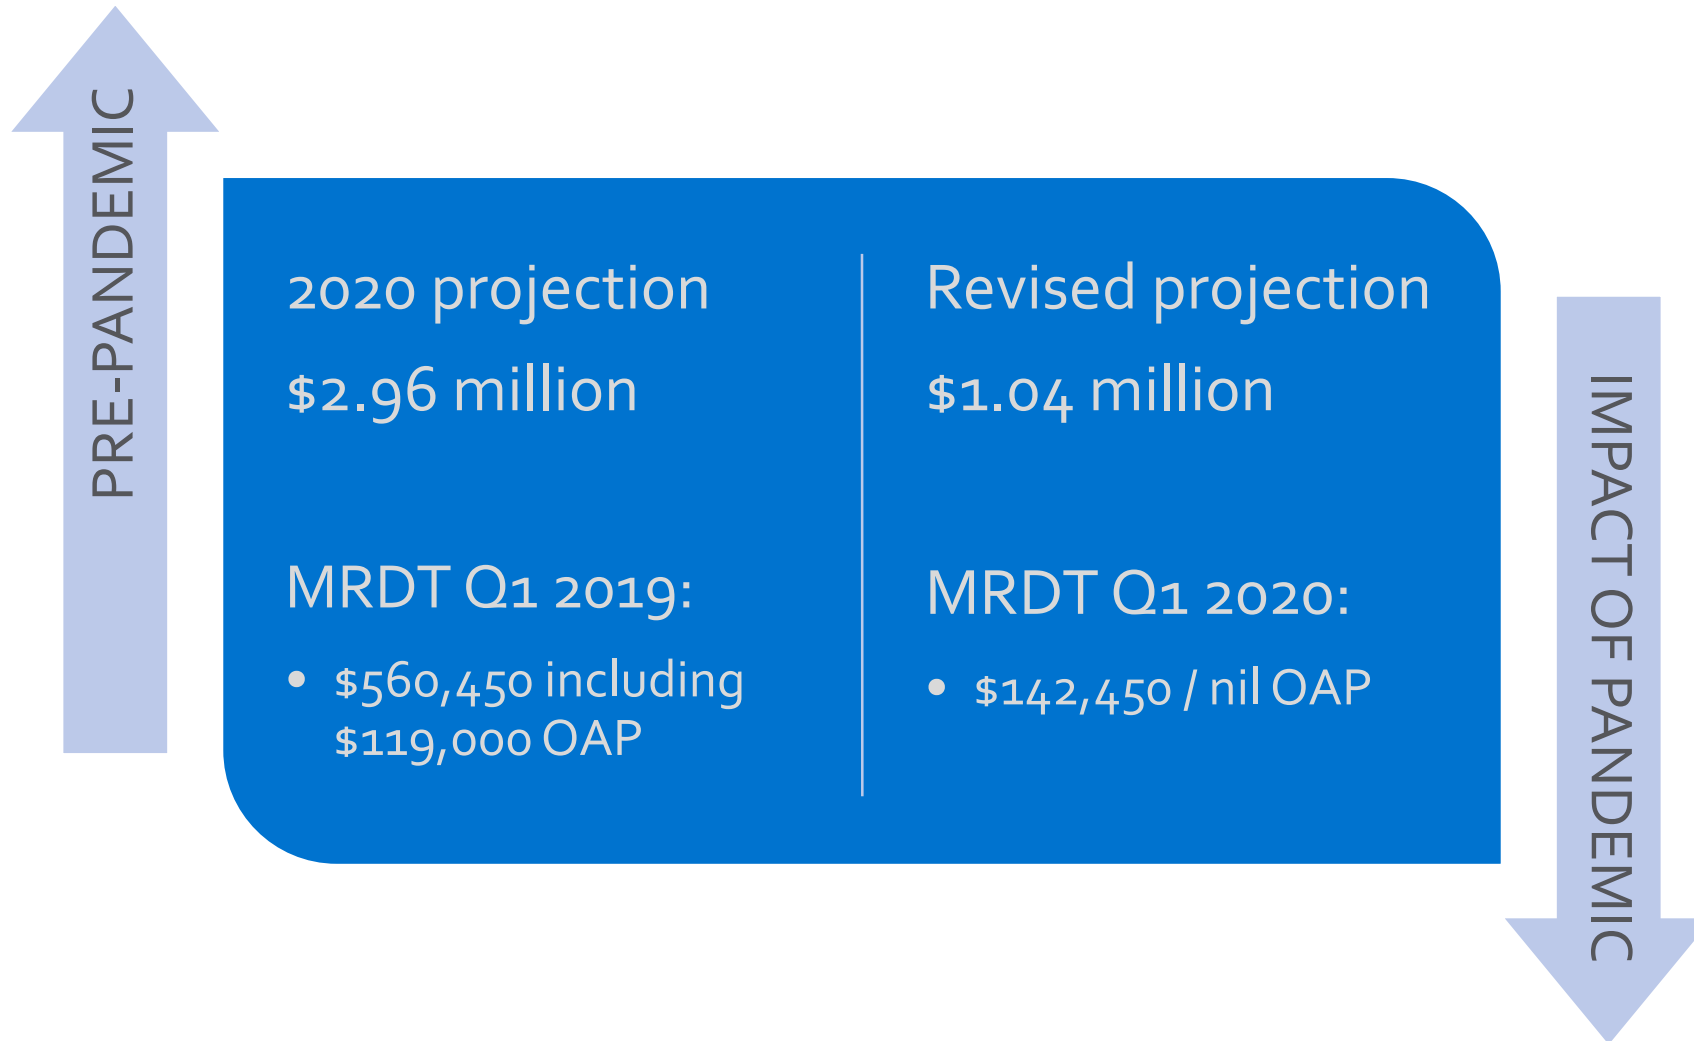 PRE-PANDEMIC
2020 projection
$2.96 million
MRDT Q1 2019:
• $560,450 including
$119,000 OAP
Revised projection
$1.04 million
MRDT Q1 2020:
• $142,450 / nil OAP
IMPACT OF PANDEMIC